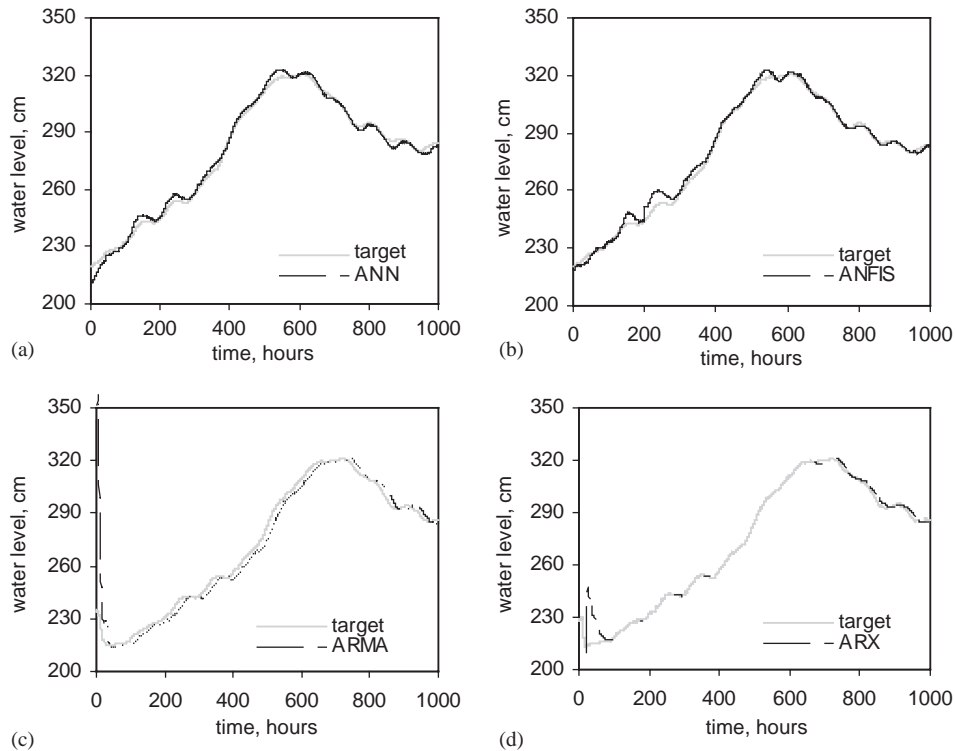 350
320
290
260
230
200
water level, cm
target
ANN
0 200 400 600 800 1000
time, hours
(a)
350
320
290
260
230
200
water level, cm
target
ANFIS
0 200 400 600 800 1000
time, hours
(b)
350
320
290
260
230
200
water level, cm
target
ARMA
0 200 400 600 800 1000
time, hours
(c)
350
320
290
260
230
200
water level, cm
target
ARX
0 200 400 600 800 1000
time, hours
(d)